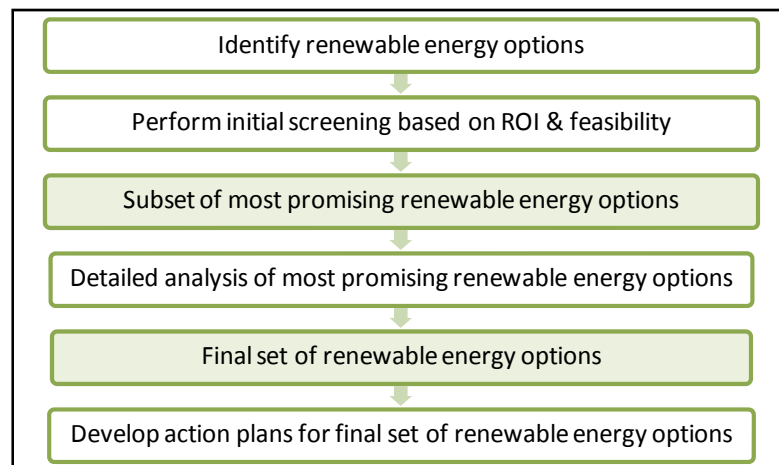 Identify renewable energy options
Perform initial screening based on ROI & feasibility
Subset of most promising renewable energy options
Detailed analysis of most promising renewable energy options
Final set of renewable energy options
Develop action plans for final set of renewable energy options